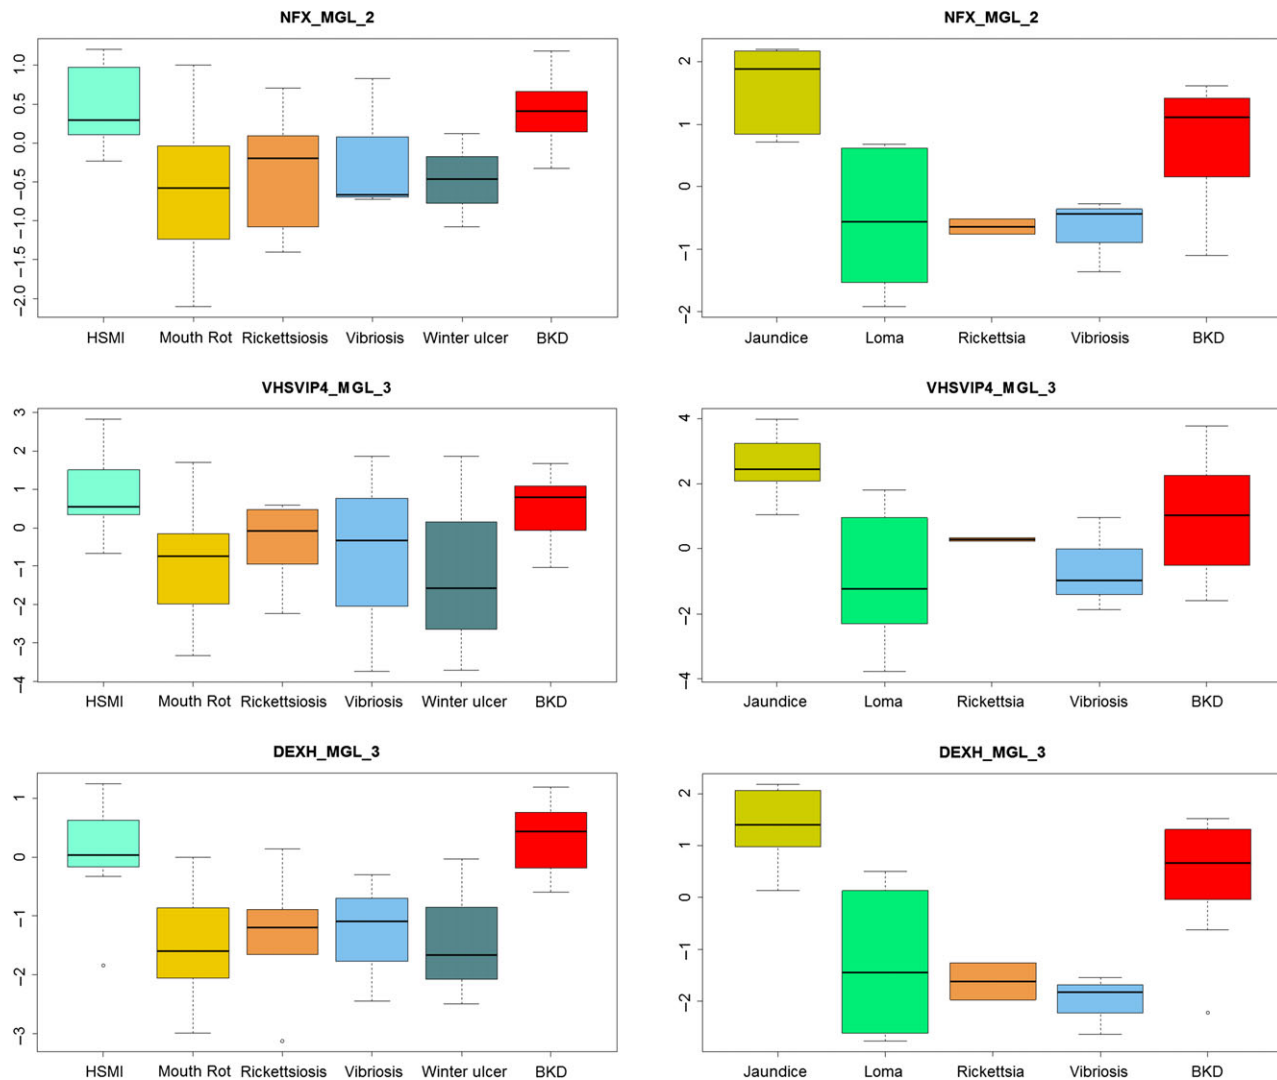 NFX_MGL_2
1.0
0.5
0.0
−0.5
−1.0
−1.5
−2.0
HSMI Mouth Rot Rickettsiosis Vibriosis Winter ulcer BKD
NFX_MGL_2
2
1
0
−1
−2
Jaundice Loma Rickettsia Vibriosis BKD
VHSVIP4_MGL_3
3
2
1
0
−1
−2
−3
−4
HSMI Mouth Rot Rickettsiosis Vibriosis Winter ulcer BKD
VHSVIP4_MGL_3
4
2
0
−2
−4
Jaundice Loma Rickettsia Vibriosis BKD
DEXH_MGL_3
1
0
−1
−2
−3
HSMI Mouth Rot Rickettsiosis Vibriosis Winter ulcer BKD
DEXH_MGL_3
2
1
0
−1
−2
Jaundice Loma Rickettsia Vibriosis BKD